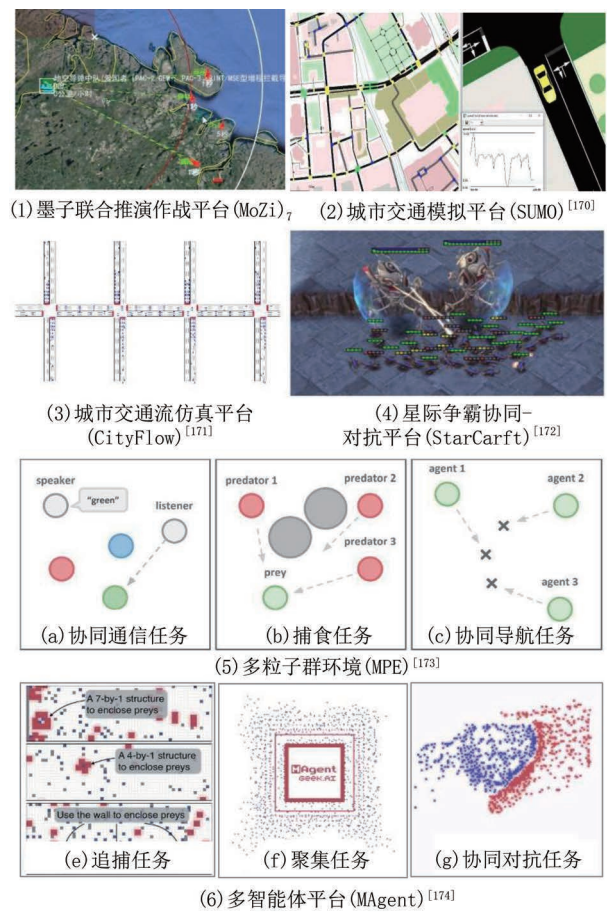 (1)墨子联合推演作战平台(MoZi)7
(2)城市交通模拟平台(SUMO)[170]
(3)城市交通流仿真平台
(CityFlow)[171]
(4)星际争霸协同-
对抗平台(StarCarft)[172]
speaker
"green"
listener
(a)协同通信任务
predator 1
predator 2
predator 3
prey
(b)捕食任务
agent 1
agent 2
agent 3
(c)协同导航任务
(5)多粒子群环境(MPE)[173]
A 7-by-1 structure
to enclose preys
A 4-by-1 structure
to enclose preys
Use the wall to enclose preys
(e)追捕任务
MAgent
GEEK.AI
(f)聚集任务
(g)协同对抗任务
(6)多智能体平台(MAgent)[174]